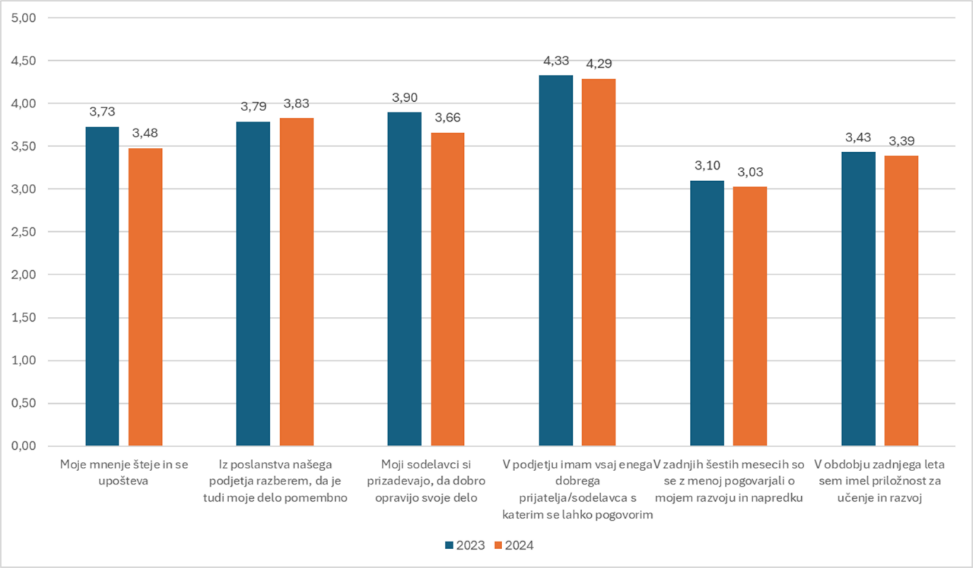 5,00
4,50
4,00
3,50
3,00
2,50
2,00
1,50
1,00
0,50
0,00
3,73
3,48
3,79
3,83
3,90
3,66
4,33
4,29
3,10
3,03
3,43
3,39
Moje mnenje šteje in se
upošteva
Iz poslanstva našega
podjetja razberem, da je
tudi moje delo pomembno
Moji sodelavci si
prizadevajo, da dobro
opravijo svoje delo
V podjetju imam vsaj enega
dobrega
prijatelja/sodelavca s
katerim se lahko pogovorim
V zadnjih šestih mesecih so
se z menoj pogovarjali o
mojem razvoju in napredku
V obdobju zadnjega leta
sem imel priložnost za
učenje in razvoj
2023
2024